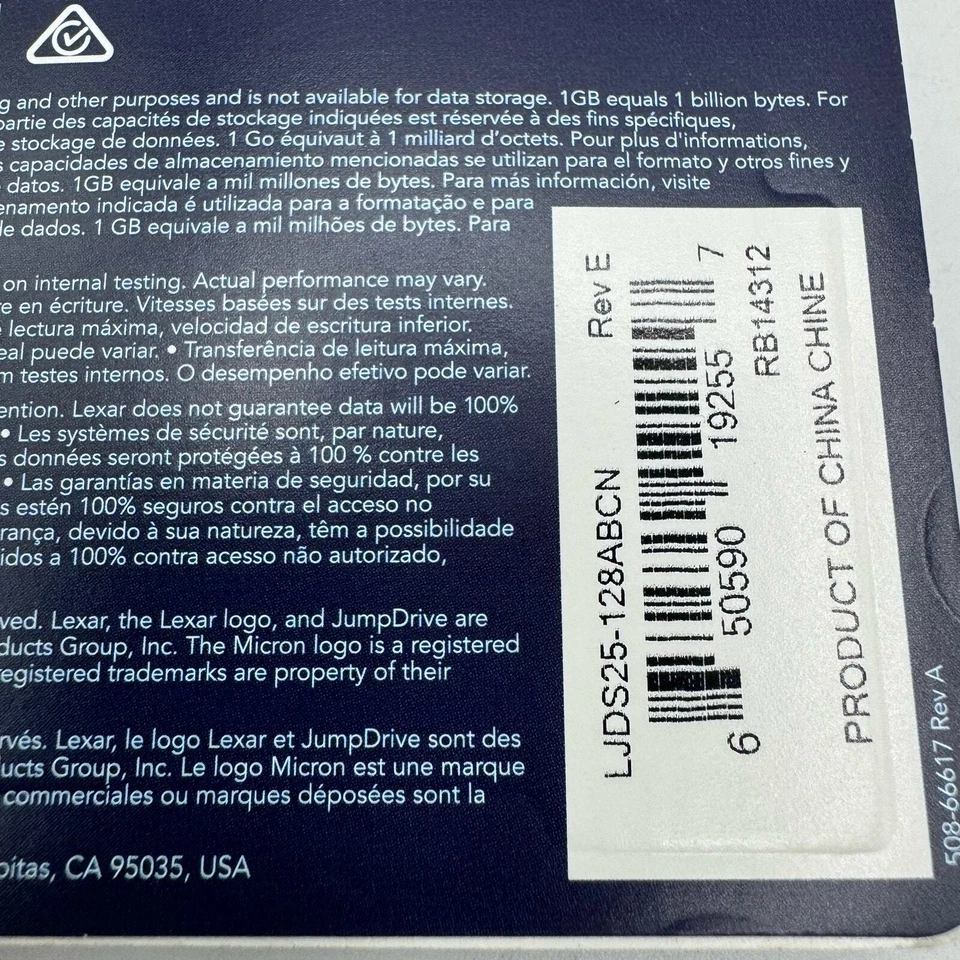 g and other purposes and is not available for data storage. 1GB equals 1 billion bytes. For
partie des capacités de stockage indiquées est réservée à des fins spécifiques,
e stockage de données. 1 Go équivaut à 1 milliard d'octets. Pour plus d'informations,
s capacidades de almacenamiento mencionadas se utilizan para el formato y otros fines y
datos. 1GB equivale a mil millones de bytes. Para más información, visite
enamento indicada é utilizada para a formatação e para
de dados. 1 GB equivale a mil milhões de bytes. Para
on internal testing. Actual performance may vary.
re en écriture. Vitesses basées sur des tests internes.
lectura máxima, velocidad de escritura inferior.
eal puede variar. • Transferência de leitura máxima,
m testes internos. O desempenho efetivo pode variar.
ention. Lexar does not guarantee data will be 100%
• Les systèmes de sécurité sont, par nature,
s données seront protégées à 100 % contre les
• Las garantías en materia de seguridad, por su
s estén 100% seguros contra el acceso no
rança, devido à sua natureza, têm a possibilidade
idos a 100% contra acesso não autorizado,
ved. Lexar, the Lexar logo, and JumpDrive are
ducts Group, Inc. The Micron logo is a registered
registered trademarks are property of their
rvés. Lexar, le logo Lexar et JumpDrive sont des
ducts Group, Inc. Le logo Micron est une marque
commerciales ou marques déposées sont la
pitas, CA 95035, USA
LJDS25-128ABCN Rev E
6 50590 19255 7
RB14312
PRODUCT OF CHINA CHINE
508-66617 Rev A